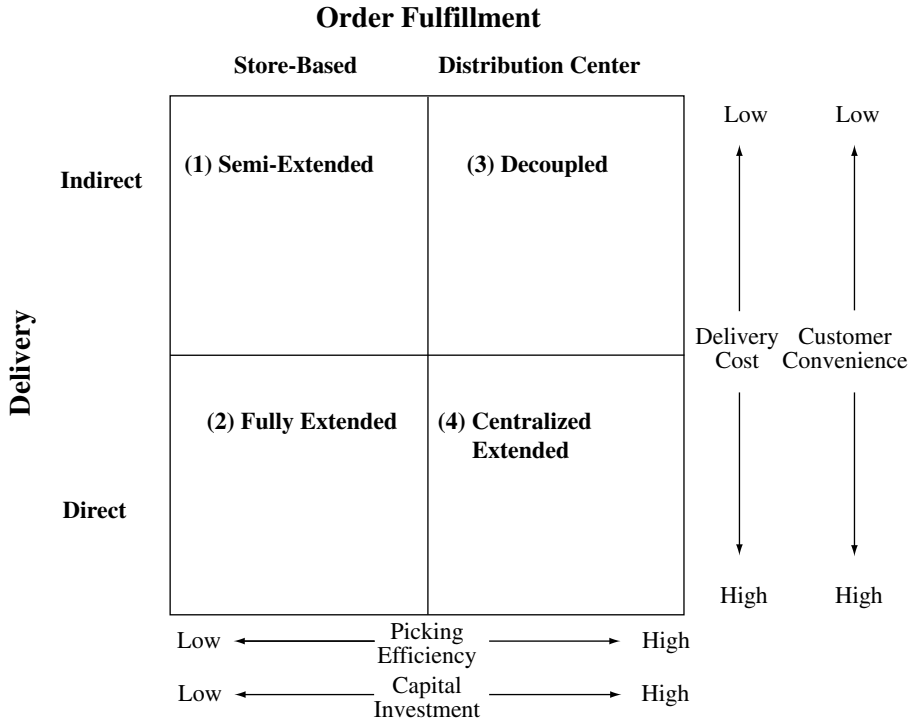 Order Fulfillment
Store-Based Distribution Center
Low Low
(1) Semi-Extended (3) Decoupled
Indirect
Delivery
Delivery Customer
Cost Convenience
(2) Fully Extended (4) Centralized
Extended
Direct
High High
Low Picking High
Efficiency
Low Capital High
Investment